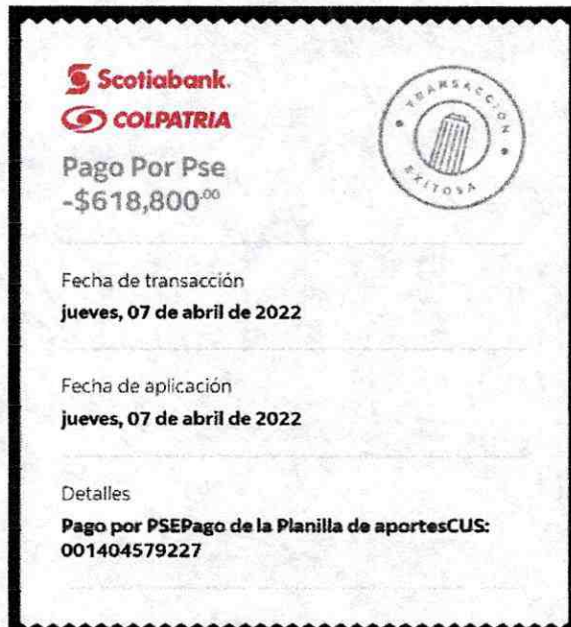 Scotiabank.
COLPATRIA
TRANSACCIÓN
EXITOSA
Pago Por Pse
-$618,800.00
Fecha de transacción
jueves, 07 de abril de 2022
Fecha de aplicación
jueves, 07 de abril de 2022
Detalles
Pago por PSEPago de la Planilla de aportesCUS:
001404579227